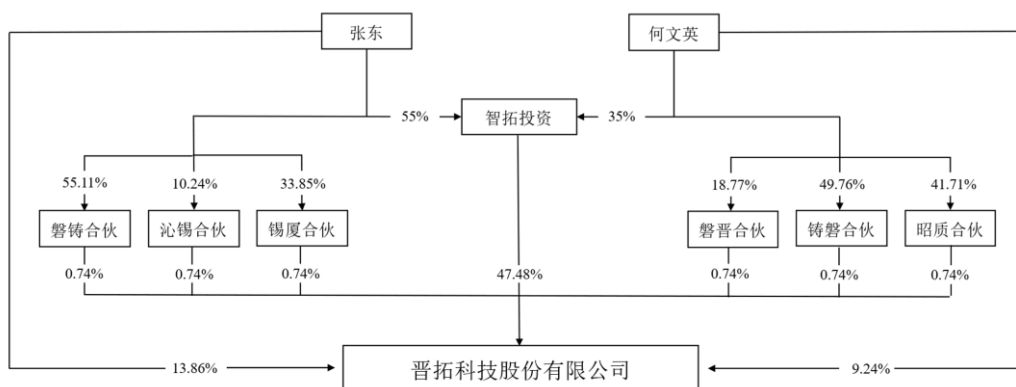 张东
何文英
55%
智拓投资
35%
55.11%
10.24%
33.85%
18.77%
49.76%
41.71%
磐铸合伙
沁锡合伙
锡厦合伙
磐晋合伙
铸磐合伙
昭质合伙
0.74%
0.74%
0.74%
47.48%
0.74%
0.74%
0.74%
13.86%
晋拓科技股份有限公司
9.24%